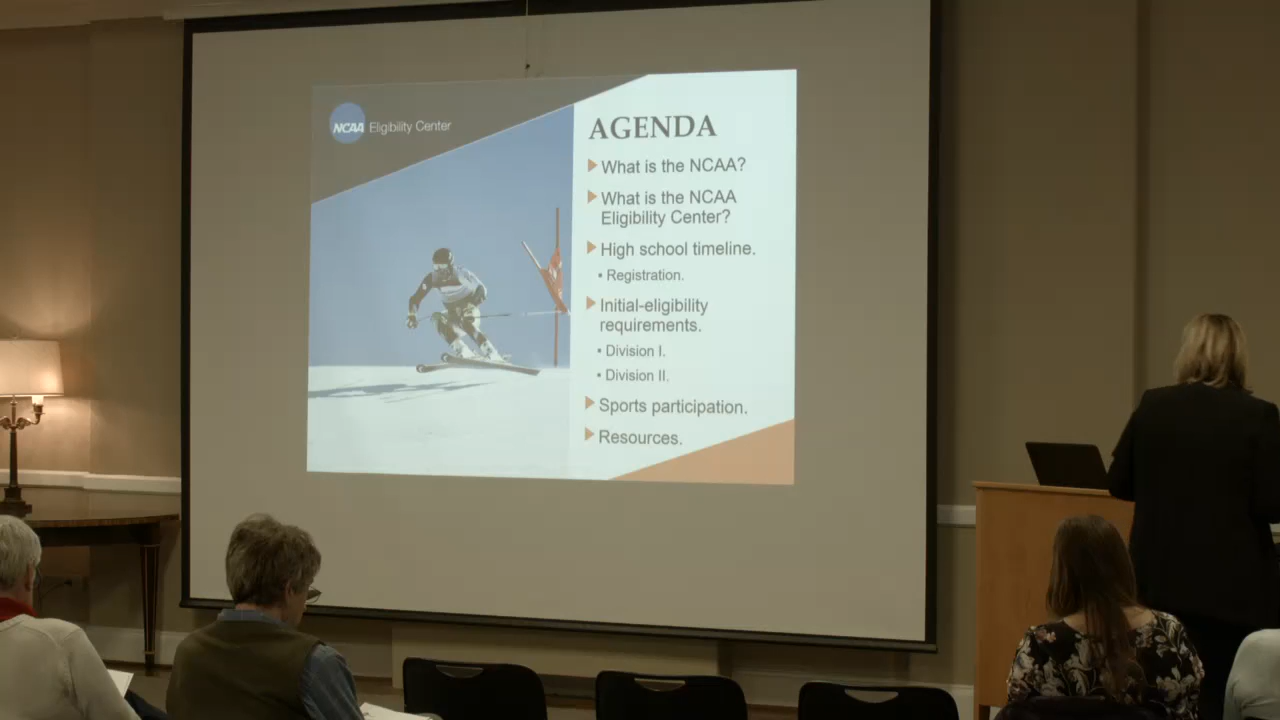 NCAA Eligibility Center
AGENDA
What is the NCAA?
What is the NCAA
Eligibility Center?
High school timeline.
▪ Registration.
Initial-eligibility
requirements.
▪ Division I.
▪ Division II.
Sports participation.
Resources.